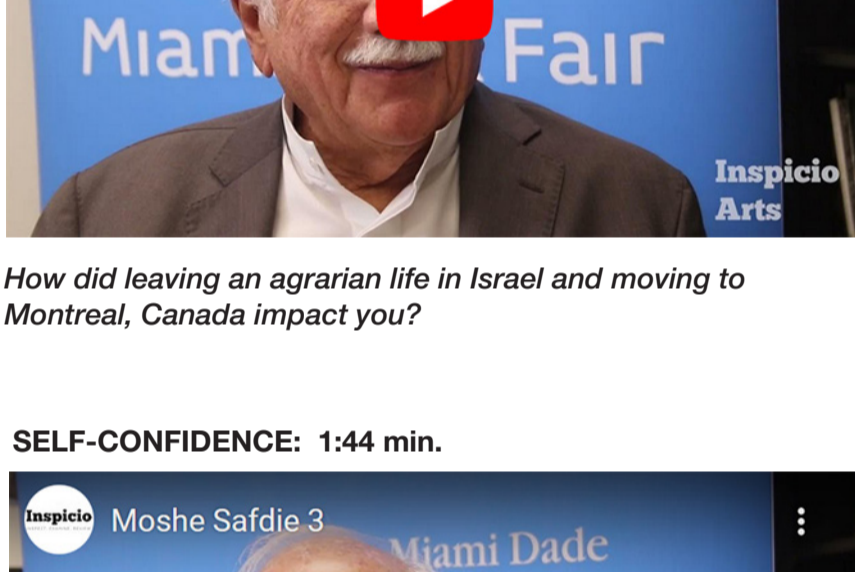 Miam Fair
Inspicio
Arts
How did leaving an agrarian life in Israel and moving to
Montreal, Canada impact you?
SELF-CONFIDENCE:  1:44 min.
Inspicio
Moshe Safdie 3
Miami Dade